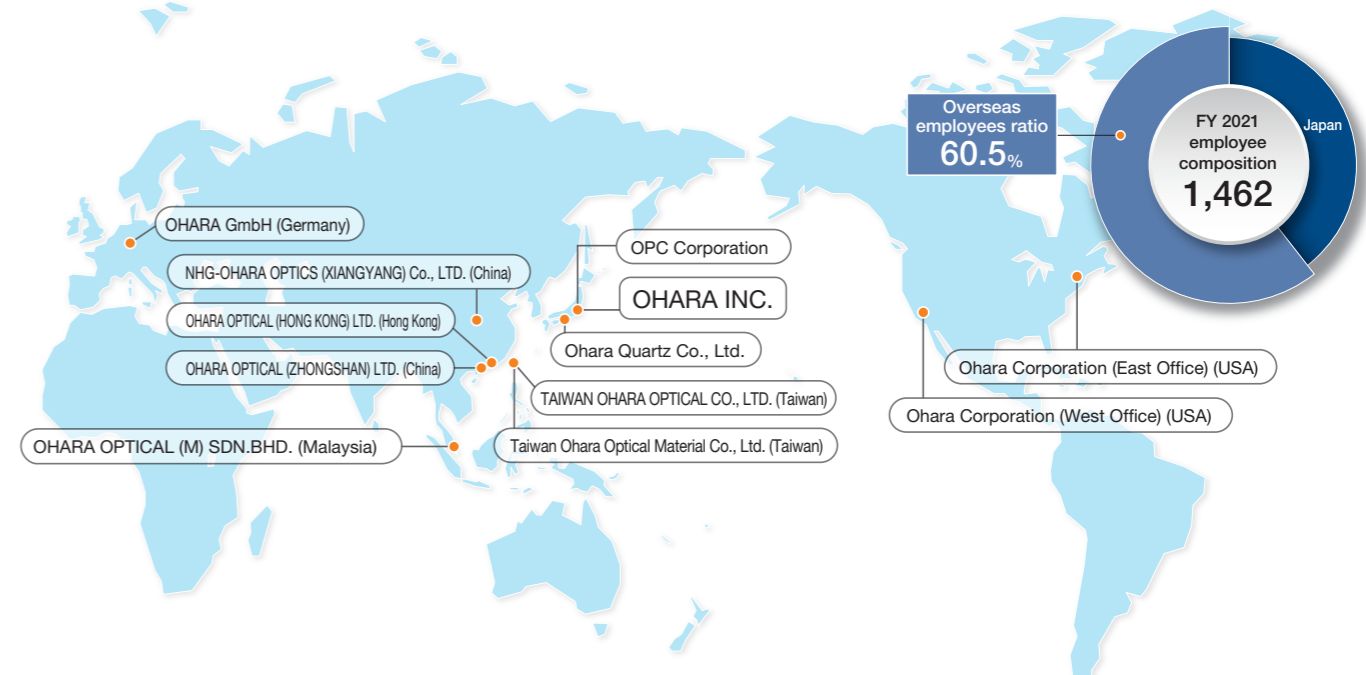 Overseas
employees ratio
60.5%
FY 2021
employee
composition
1,462
Japan
OHARA GmbH (Germany)
NHG-OHARA OPTICS (XIANGYANG) Co., LTD. (China)
OHARA OPTICAL (HONG KONG) LTD. (Hong Kong)
OHARA OPTICAL (ZHONGSHAN) LTD. (China)
OHARA OPTICAL (M) SDN.BHD. (Malaysia)
OPC Corporation
OHARA INC.
Ohara Quartz Co., Ltd.
TAIWAN OHARA OPTICAL CO., LTD. (Taiwan)
Taiwan Ohara Optical Material Co., Ltd. (Taiwan)
Ohara Corporation (East Office) (USA)
Ohara Corporation (West Office) (USA)